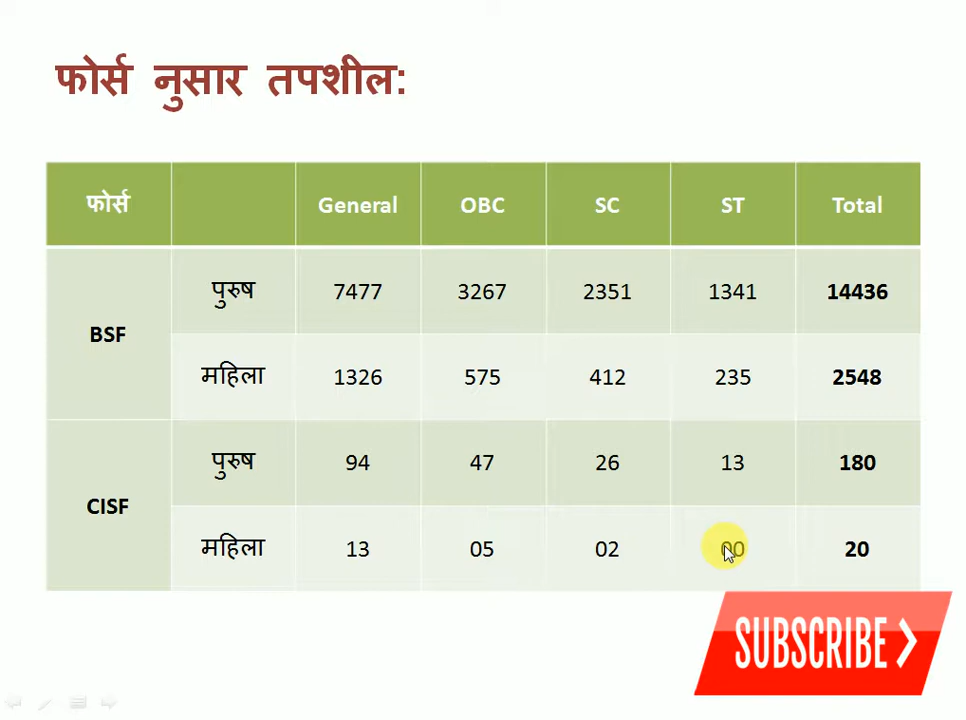 फोर्स नुसार तपशील:
फोर्स General OBC SC ST Total
BSF
पुरुष 7477 3267 2351 1341 14436
महिला 1326 575 412 235 2548
CISF
पुरुष 94 47 26 13 180
महिला 13 05 02 00 20
SUBSCRIBE